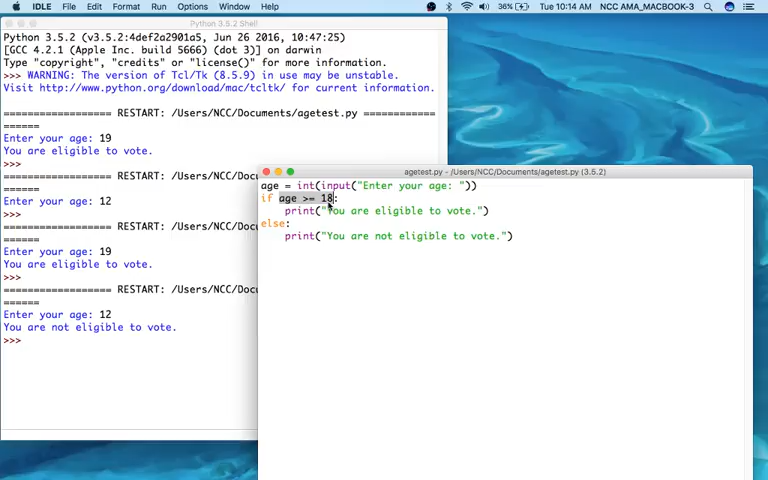 IDLE File Edit Format Run Options Window Help 36% Tue 10:14 AM NCC AMA_MACBOOK-3
Python 3.5.2 Shell
Python 3.5.2 (v3.5.2:4def2a2901a5, Jun 26 2016, 10:47:25)
[GCC 4.2.1 (Apple Inc. build 5666) (dot 3)] on darwin
Type "copyright", "credits" or "license()" for more information.
>>> WARNING: The version of Tcl/Tk (8.5.9) in use may be unstable.
Visit http://www.python.org/download/mac/tcltk/ for current information.
================== RESTART: /Users/NCC/Documents/agetest.py ============
======
Enter your age: 19
You are eligible to vote.
>>>
================== RESTART: /Users/NCC/Docu
======
Enter your age: 12
>>>
================== RESTART: /Users/NCC/Docu
======
Enter your age: 19
You are eligible to vote.
>>>
================== RESTART: /Users/NCC/Docu
======
Enter your age: 12
You are not eligible to vote.
>>>
agetest.py - /Users/NCC/Documents/agetest.py (3.5.2)
age = int(input("Enter your age: "))
if age >= 18:
    print("You are eligible to vote.")
else:
    print("You are not eligible to vote.")